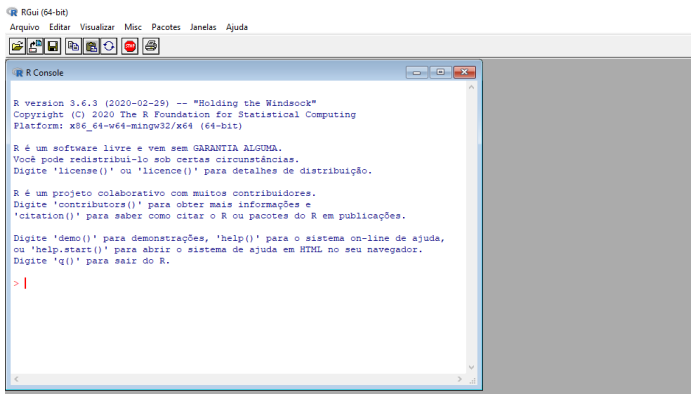 RGui (64-bit)
Arquivo Editar Visualizar Misc Pacotes Janelas Ajuda
STOP
R Console
R version 3.6.3 (2020-02-29) -- "Holding the Windsock"
Copyright (C) 2020 The R Foundation for Statistical Computing
Platform: x86_64-w64-mingw32/x64 (64-bit)
R é um software livre e vem sem GARANTIA ALGUMA.
Você pode redistribuí-lo sob certas circunstâncias.
Digite 'license()' ou 'licence()' para detalhes de distribuição.
R é um projeto colaborativo com muitos contribuidores.
Digite 'contributors()' para obter mais informações e
'citation()' para saber como citar o R ou pacotes do R em publicações.
Digite 'demo()' para demonstrações, 'help()' para o sistema on-line de ajuda,
ou 'help.start()' para abrir o sistema de ajuda em HTML no seu navegador.
Digite 'q()' para sair do R.
>